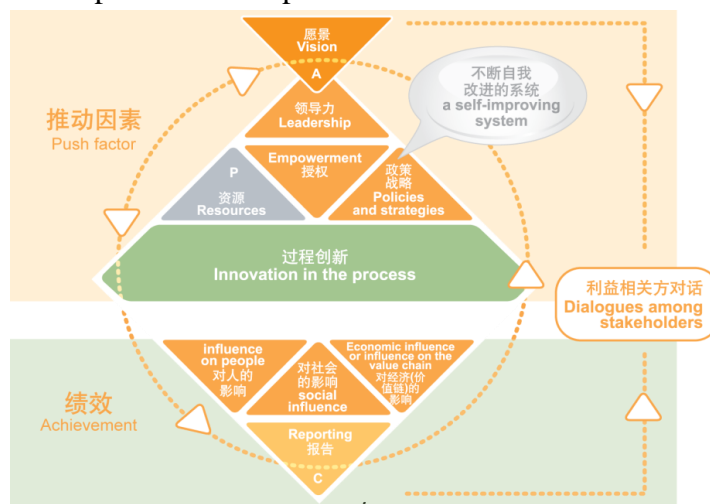 愿景
Vision
A
不断自我
改进的系统
a self-improving
system
推动因素
Push factor
领导力
Leadership
Empowerment
授权
P
资源
Resources
政策
战略
Policies
and strategies
过程创新
Innovation in the process
利益相关方对话
Dialogues among
stakeholders
influence
on people
对人的
影响
对社会
的影响
social
influence
Economic influence
or influence on the
value chain
对经济(价
值链)的
影响
绩效
Achievement
Reporting
报告
C